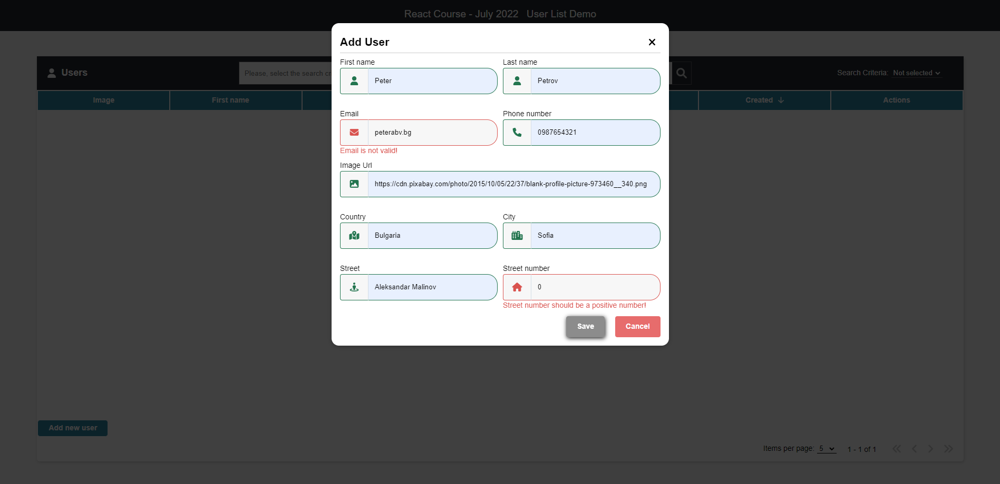 React Course - July 2022 User List Demo
Add User
Users
Please, select the search cr
Search Criteria: Not selected
Image
First name
Created
Actions
First name
Last name
Peter
Petrov
Email
Phone number
peterabv.bg
0987654321
Email is not valid!
Image Url
https://cdn.pixabay.com/photo/2015/10/05/22/37/blank-profile-picture-973460__340.png
Country
City
Bulgaria
Sofia
Street
Street number
Aleksandar Malinov
0
Street number should be a positive number!
Save
Cancel
Add new user
Items per page: 5
1 - 1 of 1